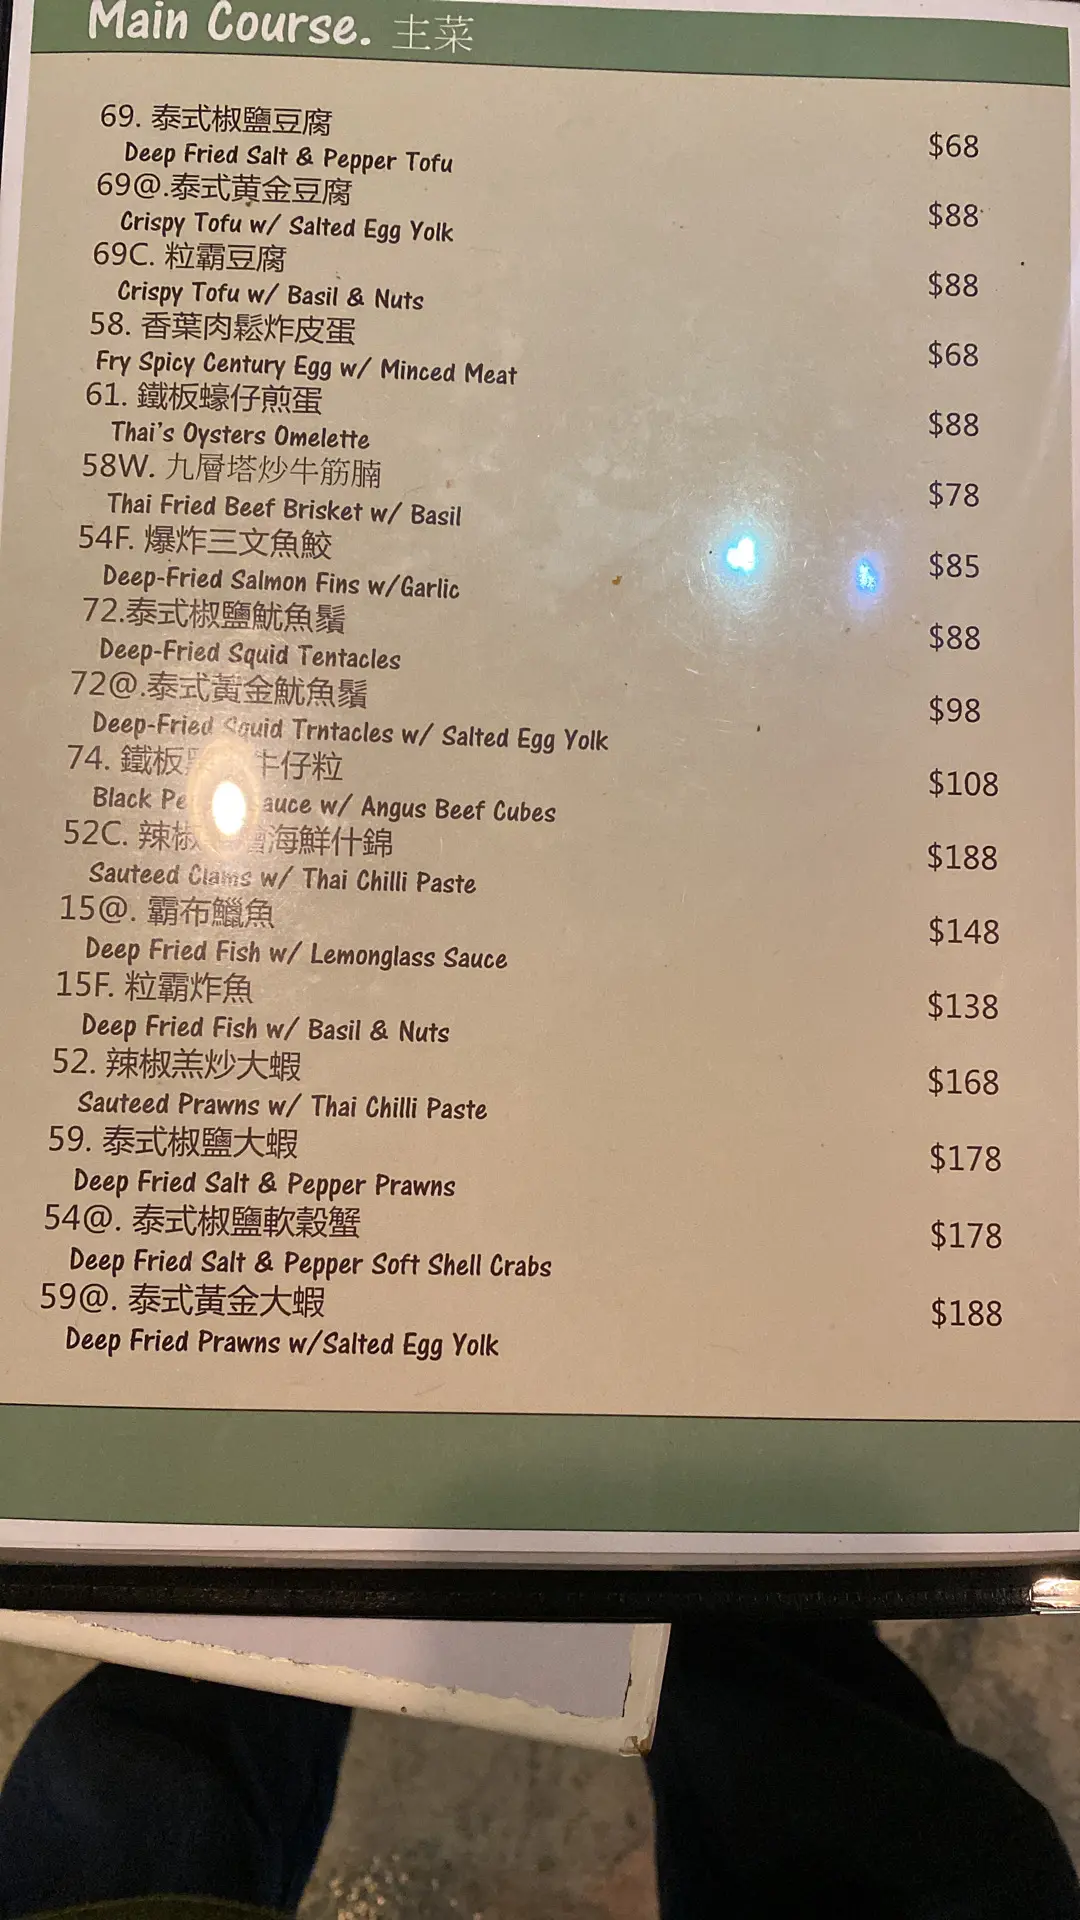 Main Course. 主菜
69. 泰式椒鹽豆腐
Deep Fried Salt & Pepper Tofu
$68
69@.泰式黄金豆腐
Crispy Tofu w/ Salted Egg Yolk
$88
69C. 粒霸豆腐
Crispy Tofu w/ Basil & Nuts
$88
58. 香葉肉鬆炸皮蛋
Fry Spicy Century Egg w/ Minced Meat
$68
61. 鐵板蠔仔煎蛋
Thai's Oysters Omelette
$88
58W. 九層塔炒牛筋腩
Thai Fried Beef Brisket w/ Basil
$78
54F. 爆炸三文魚鮫
Deep-Fried Salmon Fins w/Garlic
$85
72.泰式椒鹽魷魚鬚
Deep-Fried Squid Tentacles
$88
72@.泰式黃金魷魚鬚
Deep-Fried Squid Trntacles w/ Salted Egg Yolk
$98
74. 鐵板 牛仔粒
Black w/ Angus Beef Cubes
$108
52C. 辣椒 海鮮什錦
Sauteed Clams w/ Thai Chilli Paste
$188
15@. 霸布鱲魚
Deep Fried Fish w/ Lemonglass Sauce
$148
15F. 粒霸炸魚
Deep Fried Fish w/ Basil & Nuts
$138
52. 辣椒羔炒大蝦
Sauteed Prawns w/ Thai Chilli Paste
$168
59. 泰式椒鹽大蝦
Deep Fried Salt & Pepper Prawns
$178
54@. 泰式椒鹽軟穀蟹
Deep Fried Salt & Pepper Soft Shell Crabs
$178
59@. 泰式黃金大蝦
Deep Fried Prawns w/Salted Egg Yolk
$188